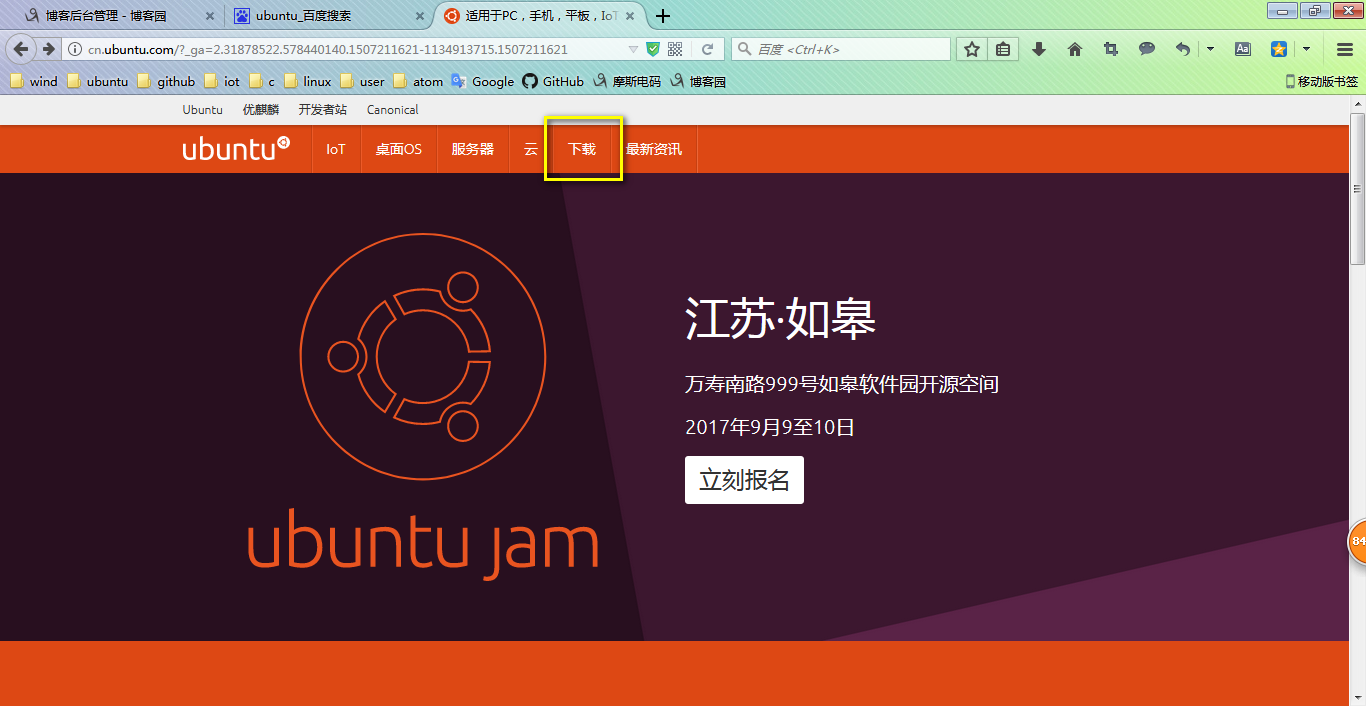 博客后台管理 - 博客园
ubuntu_百度搜索
适用于PC，手机，平板，IoT
cn.ubuntu.com/?_ga=2.31878522.578440140.1507211621-1134913715.1507211621
百度 <Ctrl+K>
wind ubuntu github iot c linux user atom Google GitHub 摩斯电码 博客园 移动版书签
Ubuntu 优麒麟 开发者站 Canonical
ubuntu IoT 桌面OS 服务器 云 下载 最新资讯
江苏·如皋
万寿南路999号如皋软件园开源空间
2017年9月9至10日
立刻报名
ubuntu jam
84